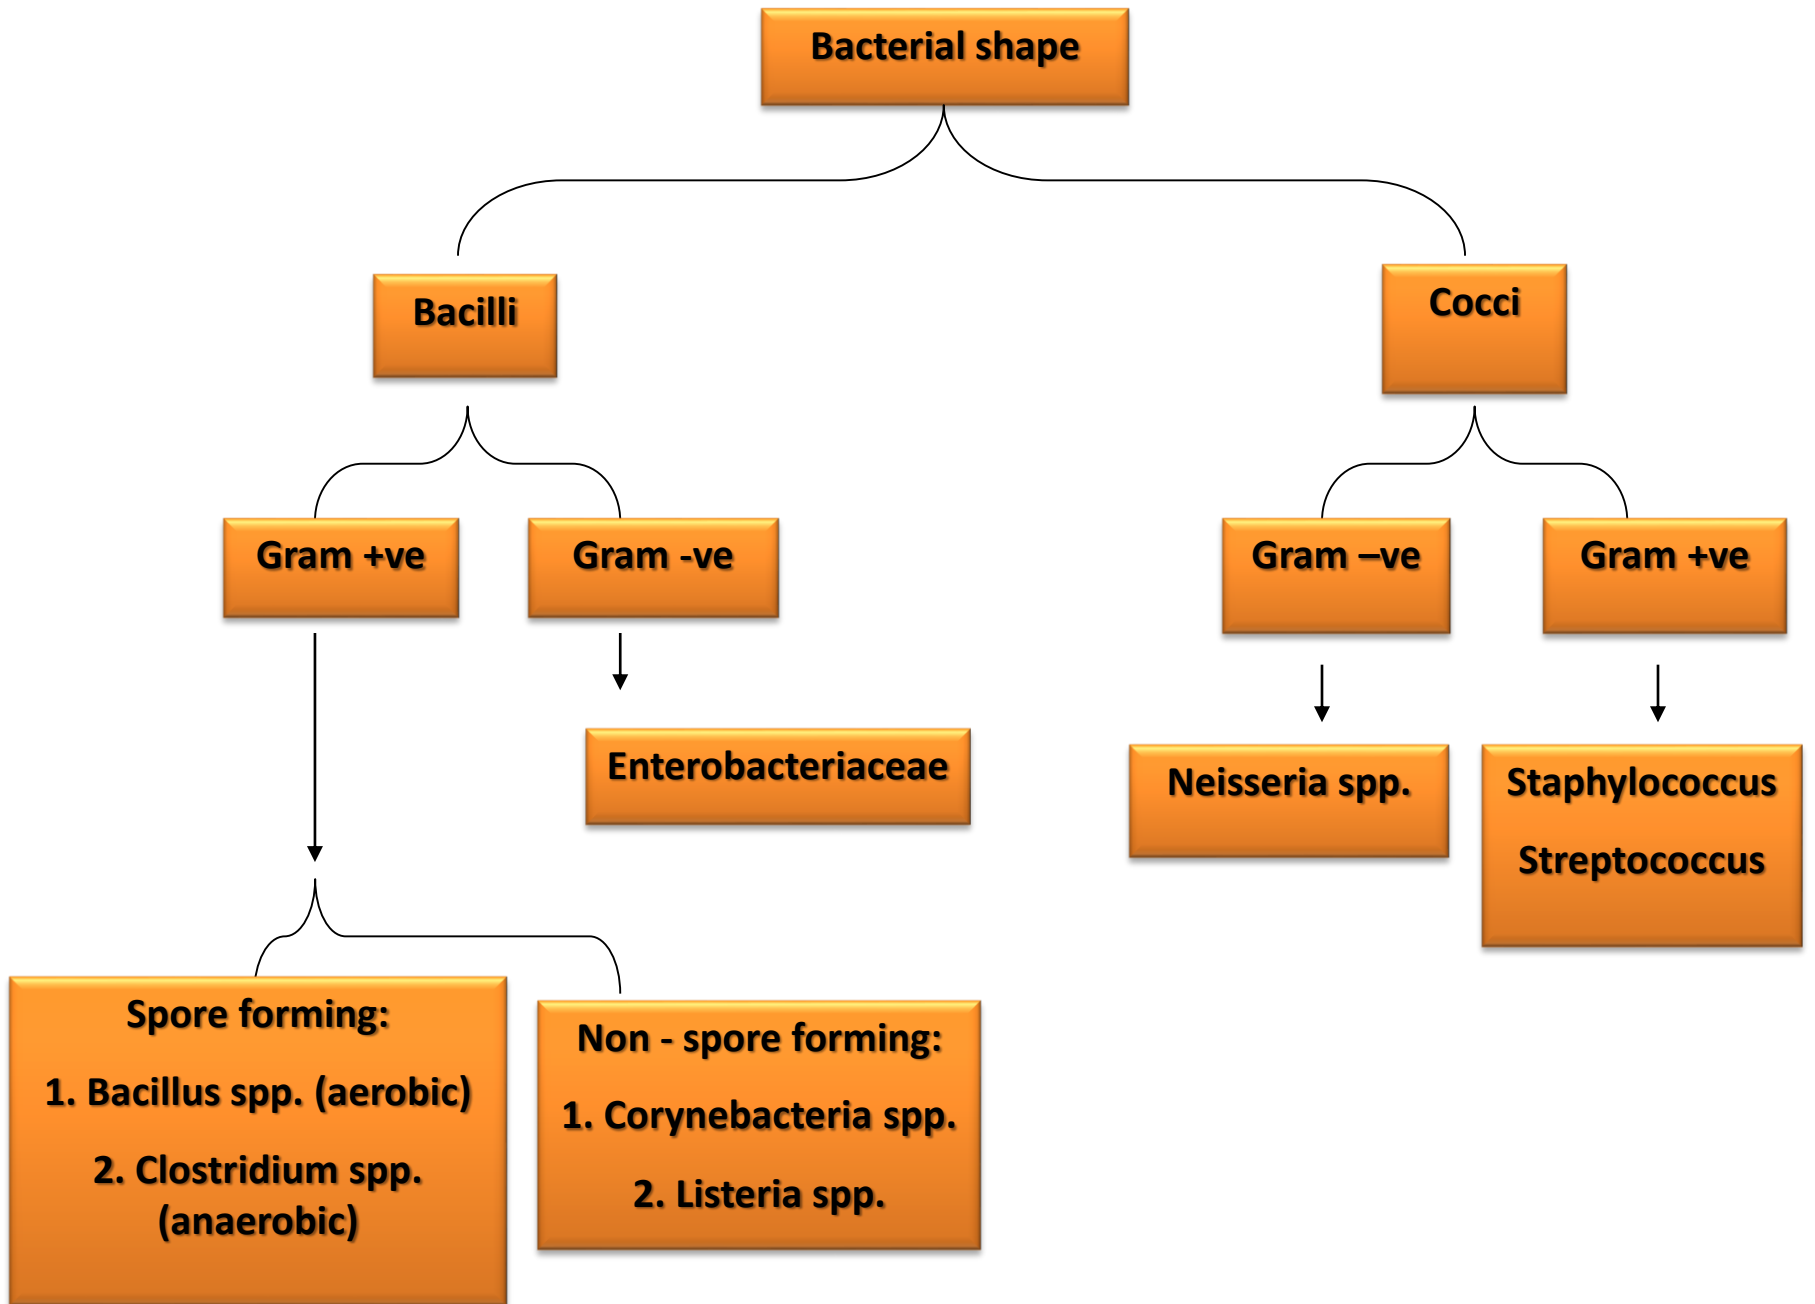 Bacterial shape
Bacilli
Cocci
Gram +ve
Gram -ve
Gram –ve
Gram +ve
Enterobacteriaceae
Neisseria spp.
Staphylococcus
Streptococcus
Spore forming:
1. Bacillus spp. (aerobic)
2. Clostridium spp.
(anaerobic)
Non - spore forming:
1. Corynebacteria spp.
2. Listeria spp.